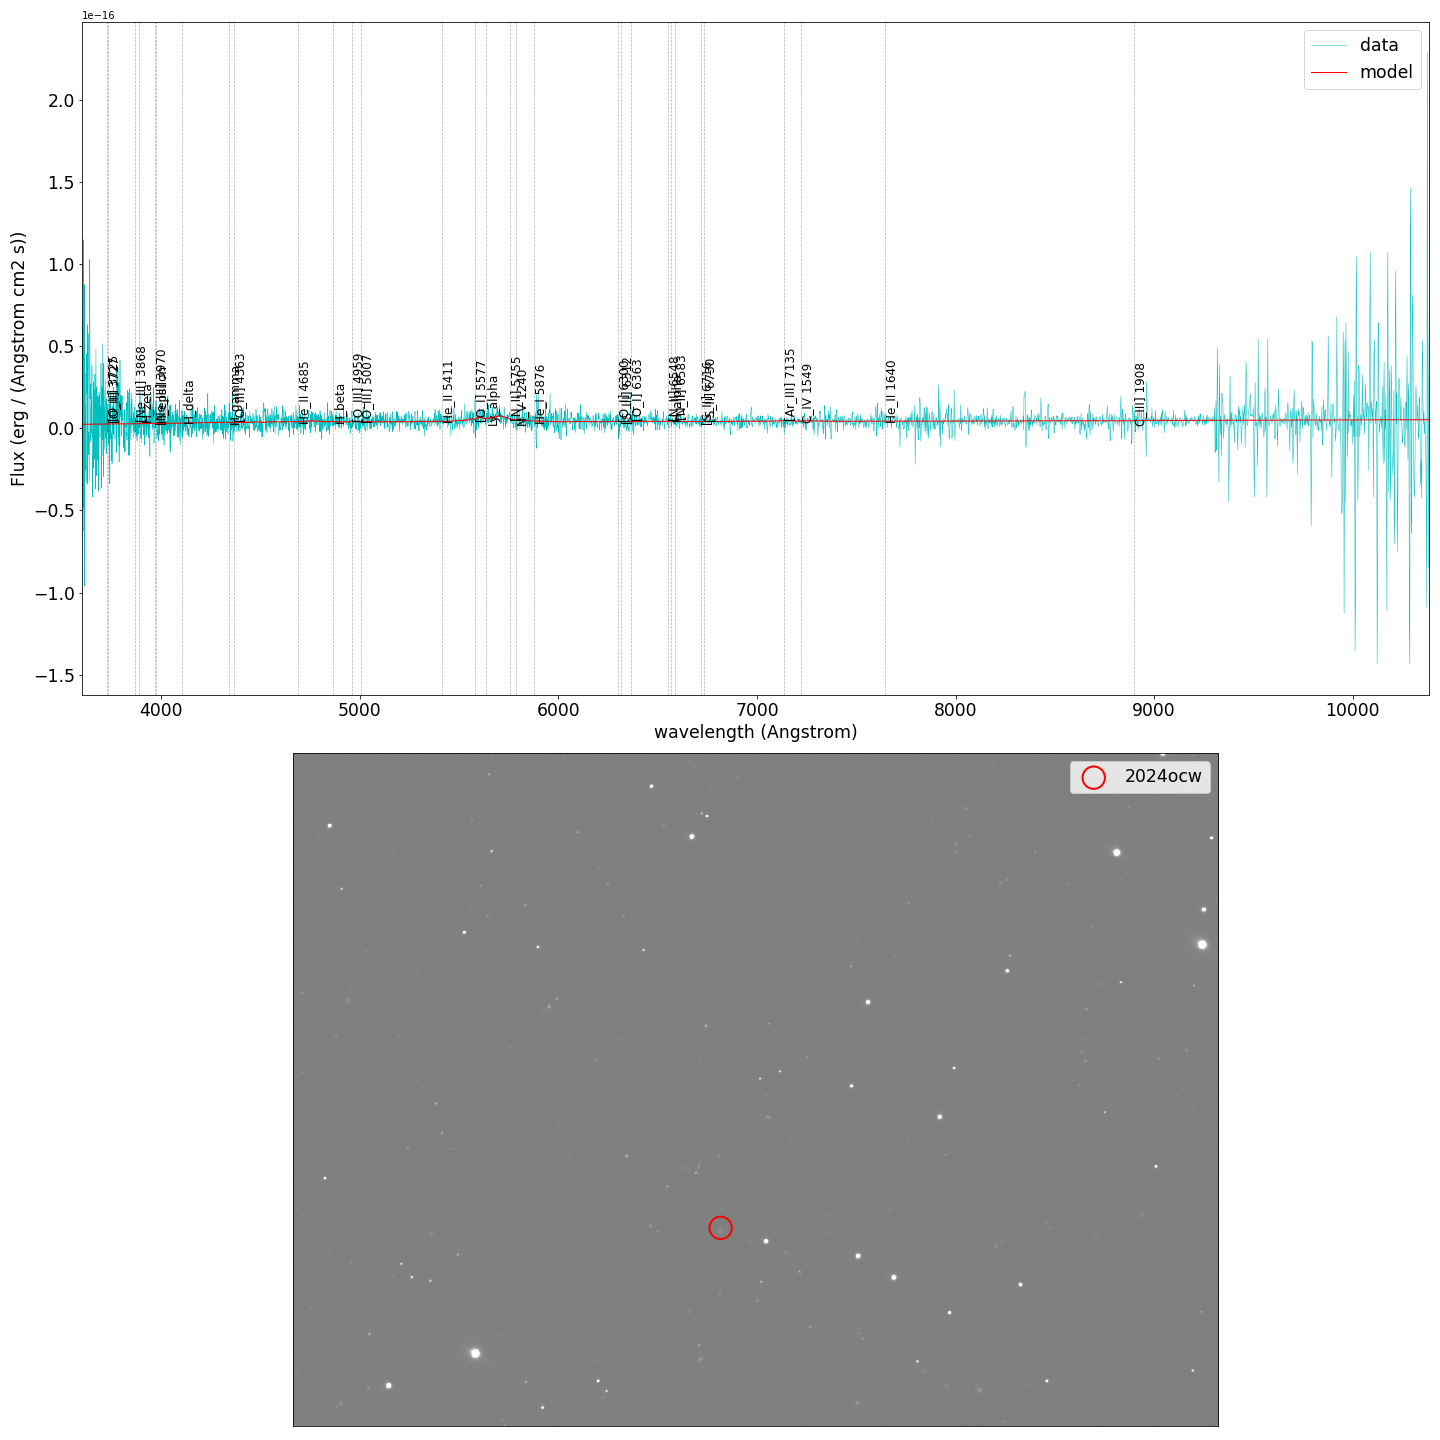 1e−16
data
model
2.0
1.5
1.0
0.5
0.0
−0.5
−1.0
−1.5
Flux (erg / (Angstrom cm2 s))
[Ne_III] 3868
H_zeta
H_delta
[O_III] 4363
He_II 4685
H_beta
[O_III] 4959
[O_III] 5007
He_II 5411
[O_I] 5577
Ly_alpha
[N_II] 5755
N_V 1240
He_I 5876
[O_I] 6363
[N_II] 6583
[Ar_III] 7135
C_IV 1549
He_II 1640
C_III] 1908
4000
5000
6000
7000
8000
9000
10000
wavelength (Angstrom)
2024ocw